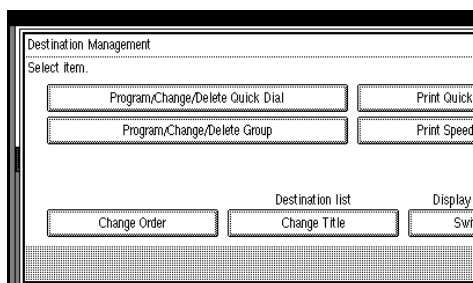 Destination Management
Select item.
Program/Change/Delete Quick Dial Print Quick
Program/Change/Delete Group Print Speed
Destination list Display
Change Order Change Title Swi